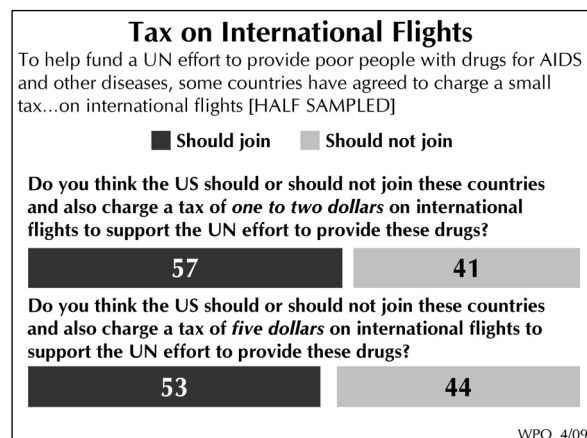 Tax on International Flights
To help fund a UN effort to provide poor people with drugs for AIDS
and other diseases, some countries have agreed to charge a small
tax...on international flights [HALF SAMPLED]
Should join Should not join
Do you think the US should or should not join these countries
and also charge a tax of one to two dollars on international
flights to support the UN effort to provide these drugs?
57 41
Do you think the US should or should not join these countries
and also charge a tax of five dollars on international flights to
support the UN effort to provide these drugs?
53 44
WPO, 4/09